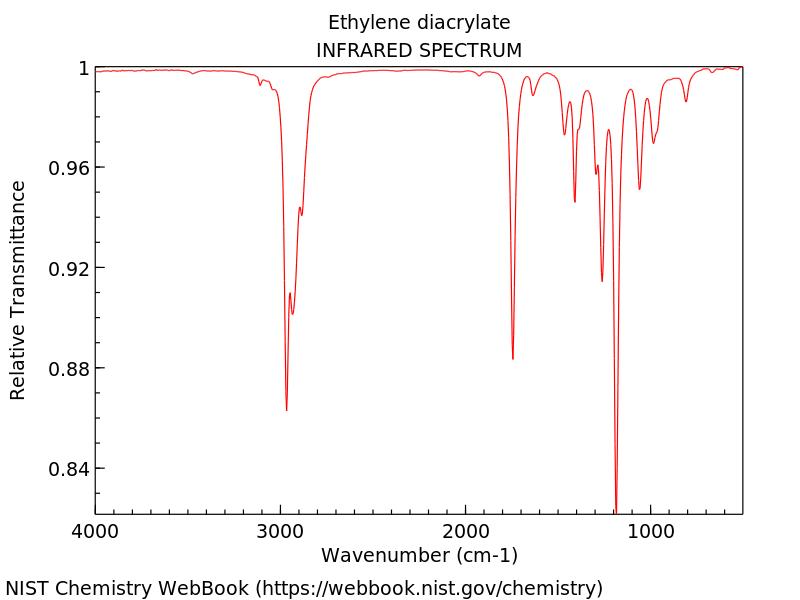 Ethylene diacrylate
INFRARED SPECTRUM
1
0.96
0.92
0.88
0.84
Relative Transmittance
4000
3000
2000
1000
Wavenumber (cm-1)
NIST Chemistry WebBook (https://webbook.nist.gov/chemistry)